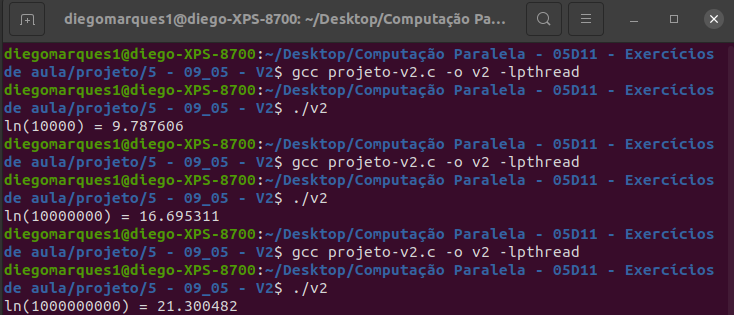 diegomarques1@diego-XPS-8700: ~/Desktop/Computação Pa...
diegomarques1@diego-XPS-8700:~/Desktop/Computação Paralela - 05D11 - Exercícios
de aula/projeto/5 - 09_05 - V2$ gcc projeto-v2.c -o v2 -lpthread
diegomarques1@diego-XPS-8700:~/Desktop/Computação Paralela - 05D11 - Exercícios
de aula/projeto/5 - 09_05 - V2$ ./v2
ln(10000) = 9.787606
diegomarques1@diego-XPS-8700:~/Desktop/Computação Paralela - 05D11 - Exercícios
de aula/projeto/5 - 09_05 - V2$ gcc projeto-v2.c -o v2 -lpthread
diegomarques1@diego-XPS-8700:~/Desktop/Computação Paralela - 05D11 - Exercícios
de aula/projeto/5 - 09_05 - V2$ ./v2
ln(10000000) = 16.695311
diegomarques1@diego-XPS-8700:~/Desktop/Computação Paralela - 05D11 - Exercícios
de aula/projeto/5 - 09_05 - V2$ gcc projeto-v2.c -o v2 -lpthread
diegomarques1@diego-XPS-8700:~/Desktop/Computação Paralela - 05D11 - Exercícios
de aula/projeto/5 - 09_05 - V2$ ./v2
ln(1000000000) = 21.300482